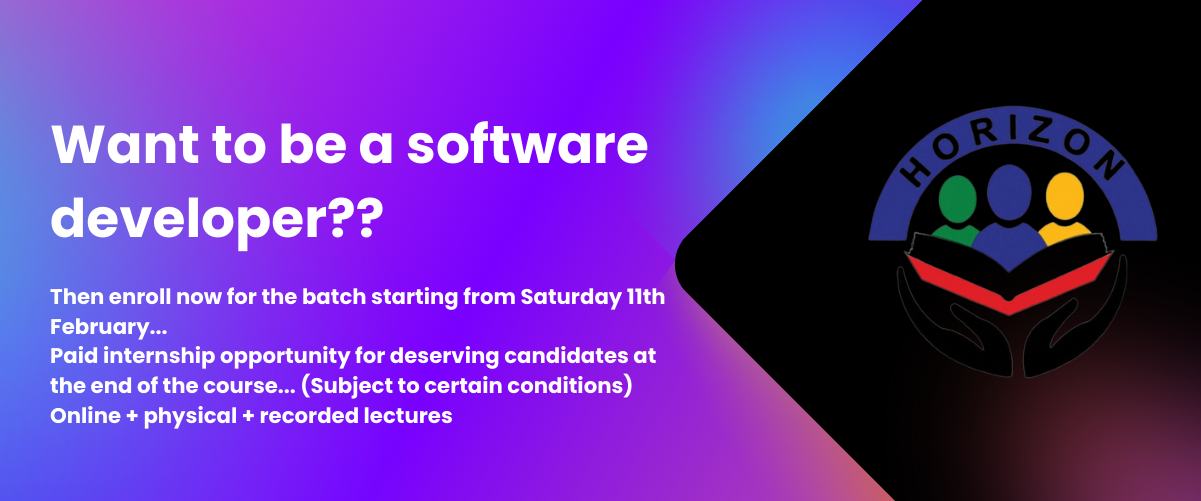 Want to be a software
developer??
Then enroll now for the batch starting from Saturday 11th
February...
Paid internship opportunity for deserving candidates at
the end of the course... (Subject to certain conditions)
Online + physical + recorded lectures
HORIZON